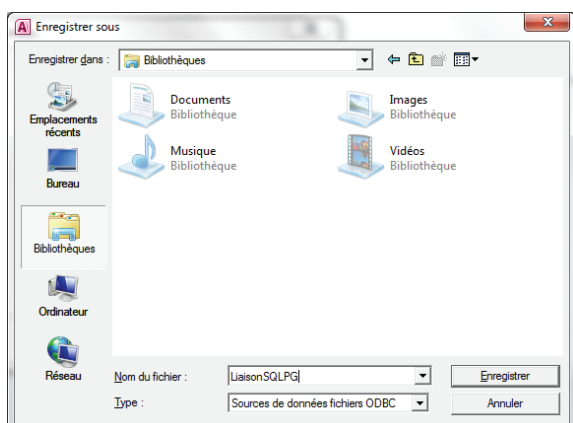 A Enregistrer sous
Enregistrer dans : Bibliothèques
Emplacements récents
Bureau
Bibliothèques
Ordinateur
Réseau
Documents
Bibliothèque
Images
Bibliothèque
Musique
Bibliothèque
Vidéos
Bibliothèque
Nom du fichier : LiaisonSQLPG Enregistrer
Type : Sources de données fichiers ODBC Annuler